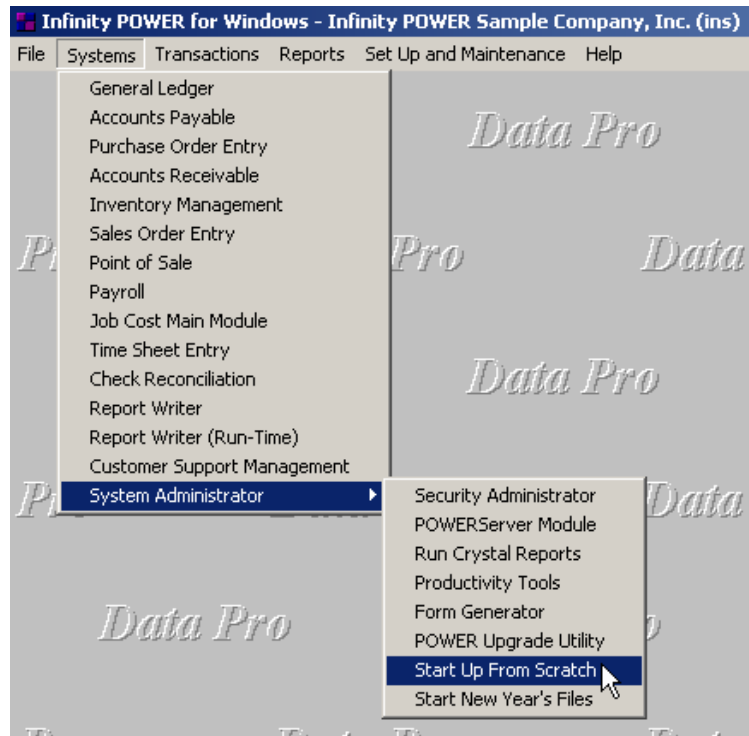 Infinity POWER for Windows - Infinity POWER Sample Company, Inc. (ins)
File Systems Transactions Reports Set Up and Maintenance Help
General Ledger
Accounts Payable
Purchase Order Entry
Accounts Receivable
Inventory Management
Sales Order Entry
Point of Sale
Payroll
Job Cost Main Module
Time Sheet Entry
Check Reconciliation
Report Writer
Report Writer (Run-Time)
Customer Support Management
System Administrator
Security Administrator
POWERServer Module
Run Crystal Reports
Productivity Tools
Form Generator
POWER Upgrade Utility
Start Up From Scratch
Start New Year's Files
Data Pro
Pro Data
Data Pro
Data
Data Pro